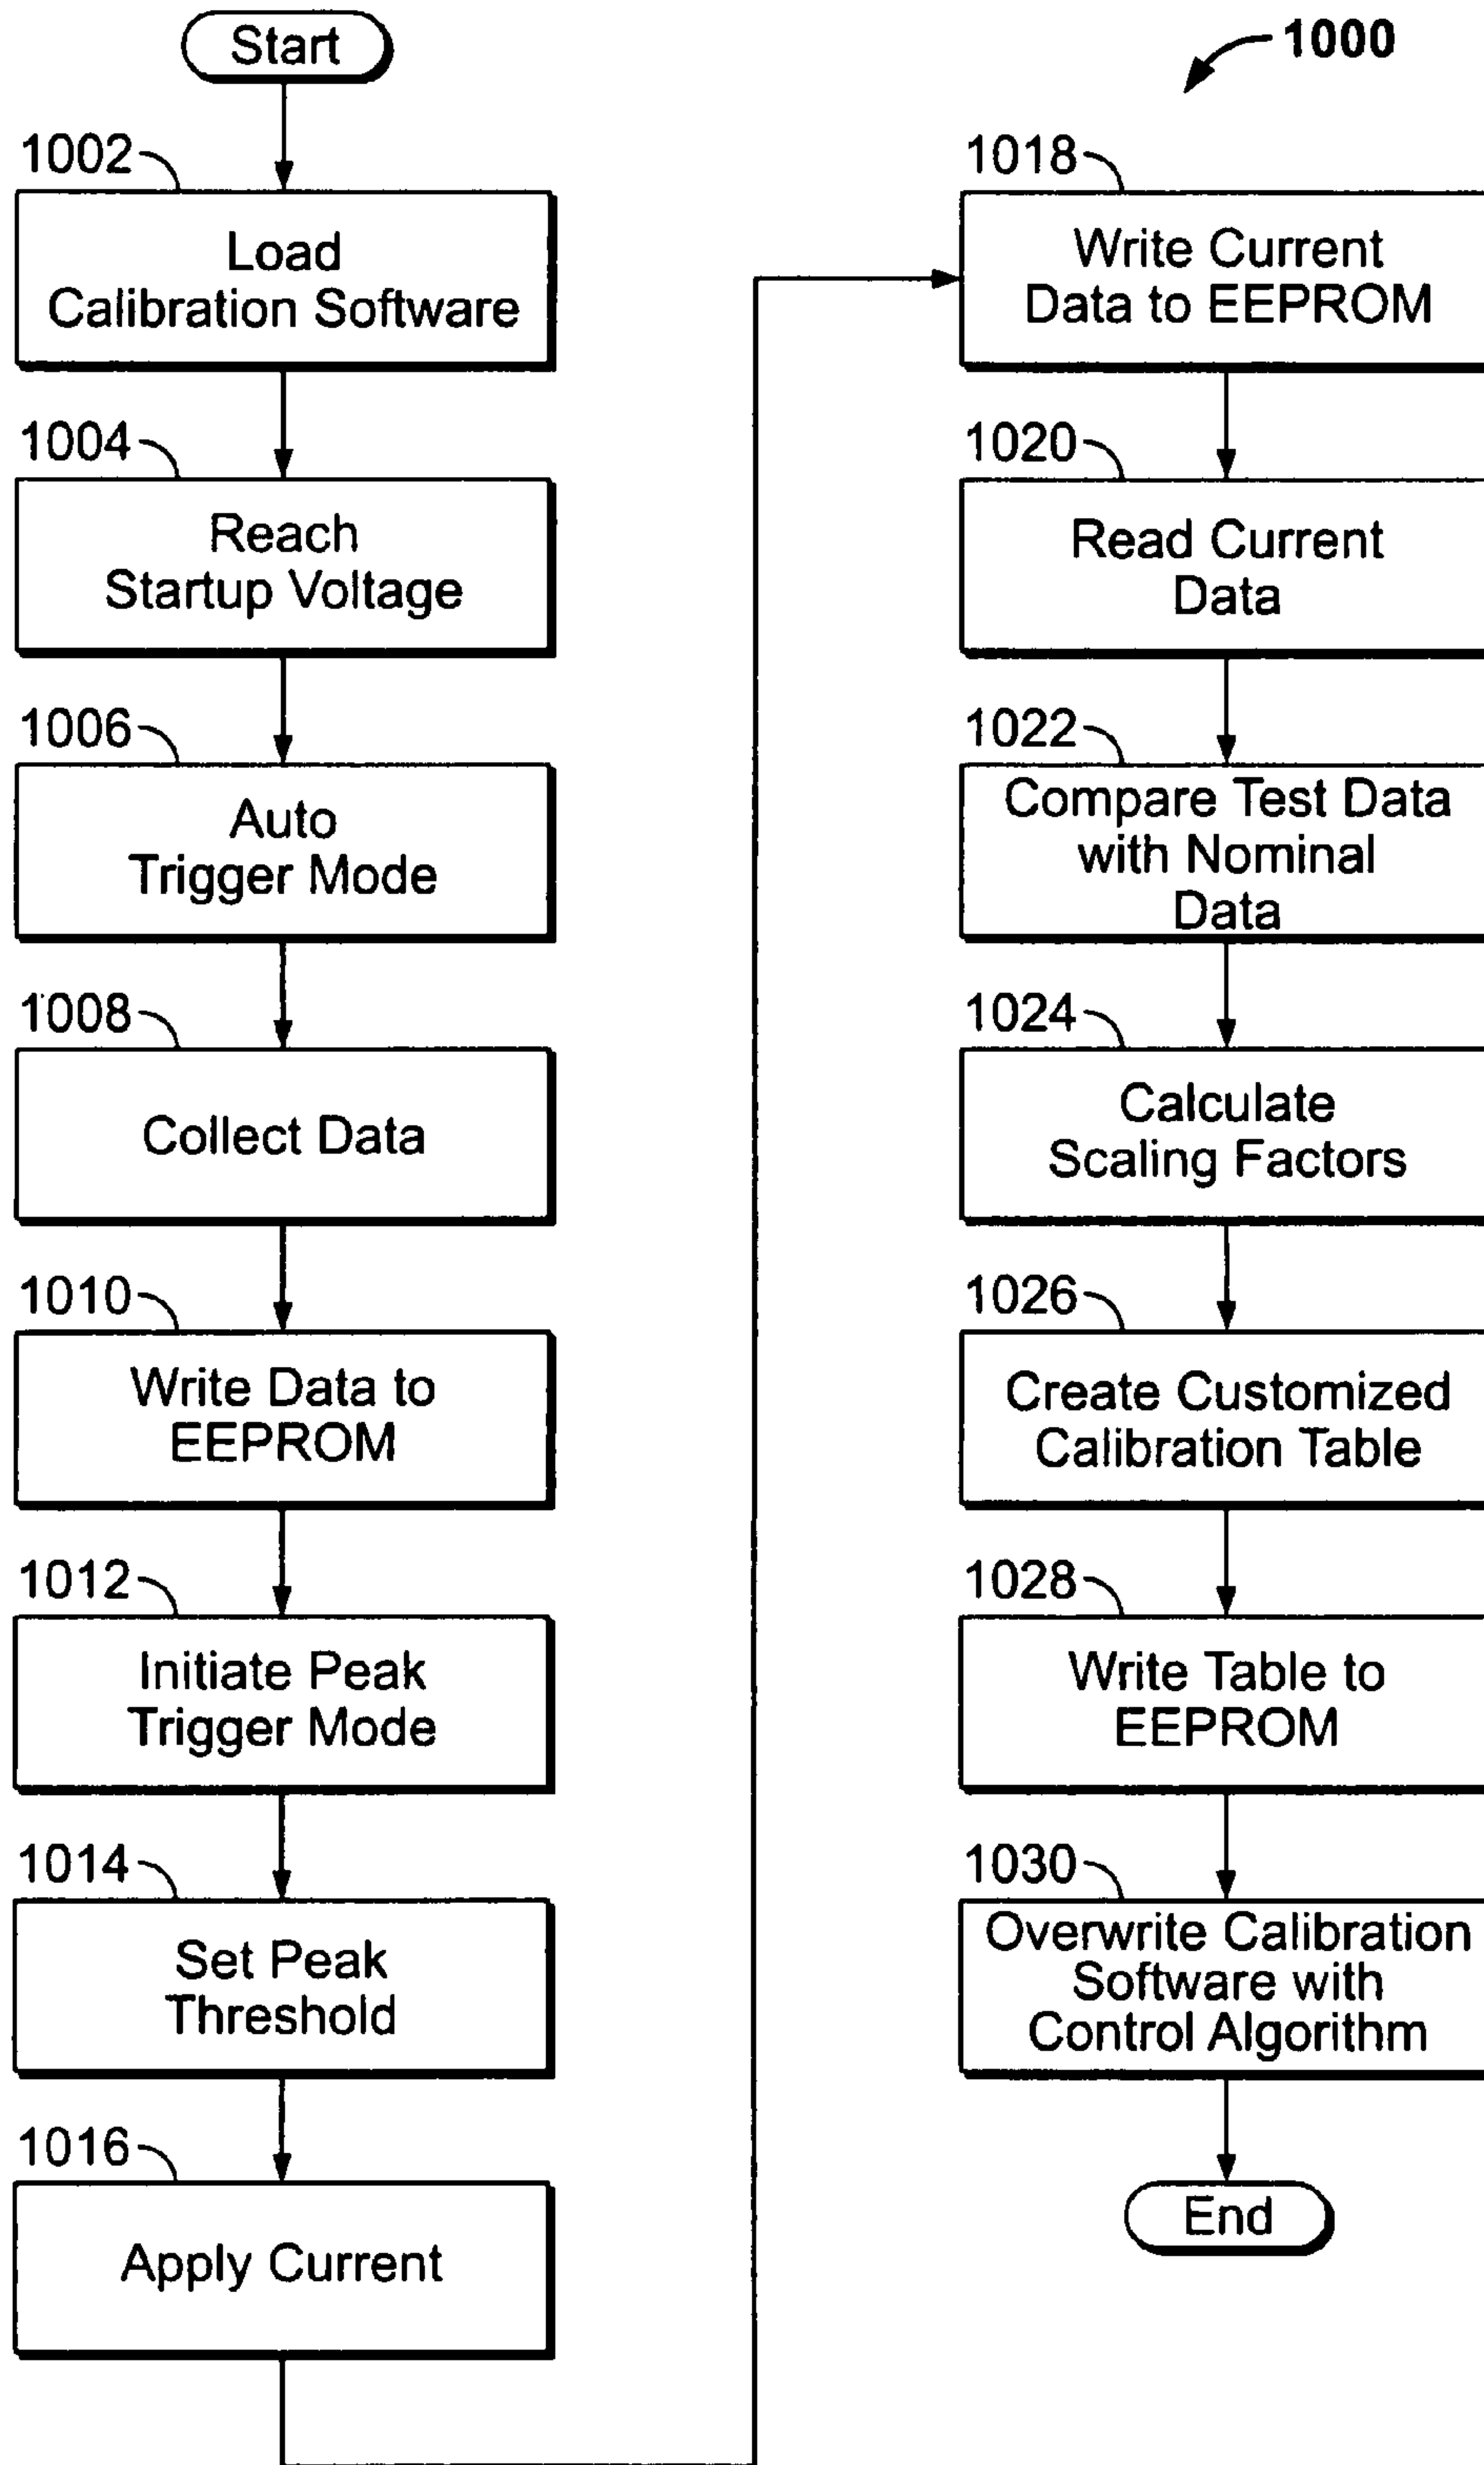 Start
1002
Load
Calibration Software
1004
Reach
Startup Voltage
1006
Auto
Trigger Mode
1008
Collect Data
1010
Write Data to
EEPROM
1012
Initiate Peak
Trigger Mode
1014
Set Peak
Threshold
1016
Apply Current
1000
1018
Write Current
Data to EEPROM
1020
Read Current
Data
1022
Compare Test Data
with Nominal
Data
1024
Calculate
Scaling Factors
1026
Create Customized
Calibration Table
1028
Write Table to
EEPROM
1030
Overwrite Calibration
Software with
Control Algorithm
End